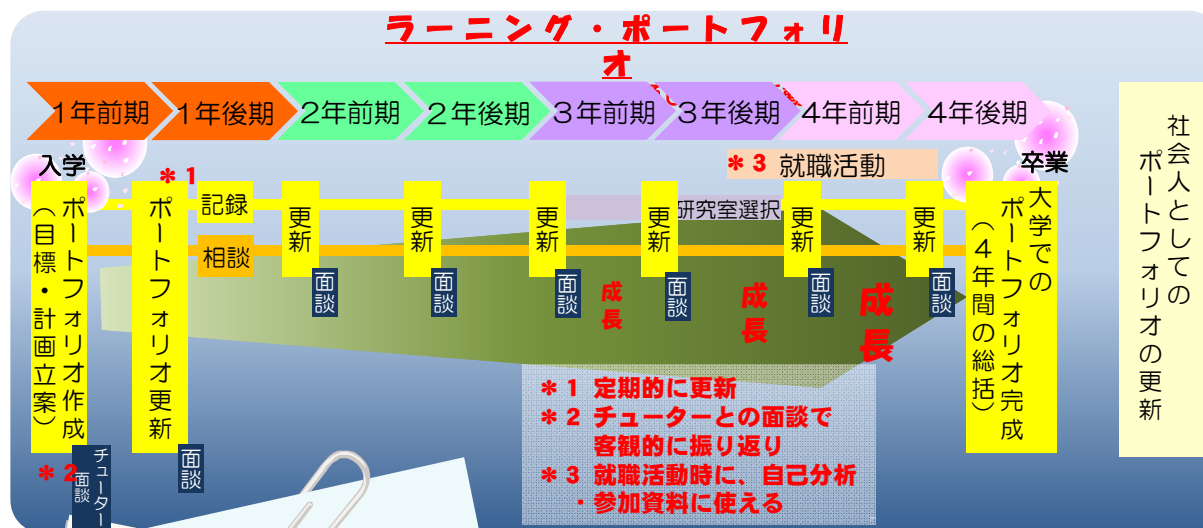 ラーニング・ポートフォリ
オ
1年前期
1年後期
2年前期
2年後期
3年前期
3年後期
4年前期
4年後期
入学
卒業
＊1
＊3 就職活動
ポートフォリオ作成
（目標・計画立案）
ポートフォリオ更新
記録
相談
更新
更新
更新
更新
更新
更新
研究室選択
面談
面談
面談
面談
面談
面談
面談
成長
成長
成長
大学での
ポートフォリオ完成
（４年間の総括）
社会人としての
ポートフォリオの更新
＊2
チューター
面談
＊1 定期的に更新
＊2 チューターとの面談で
客観的に振り返り
＊3 就職活動時に、自己分析
・参加資料に使える